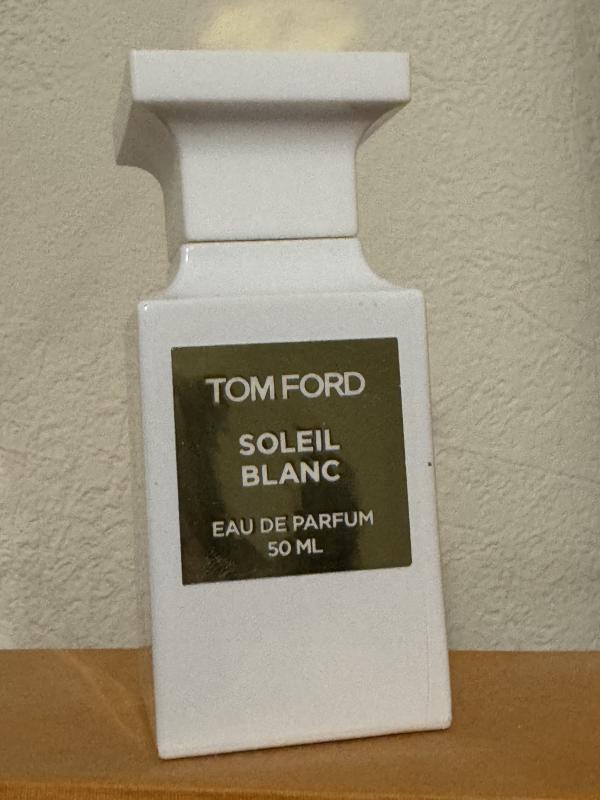 TOM FORD
SOLEIL
BLANC
EAU DE PARFUM
50 ML